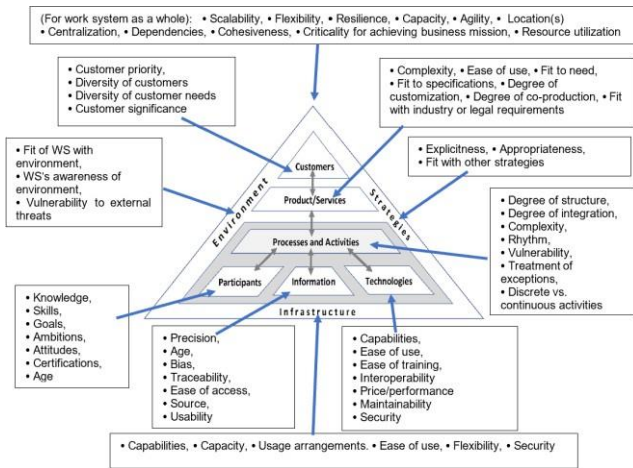 (For work system as a whole): • Scalability, • Flexibility, • Resilience, • Capacity, • Agility, • Location(s)
• Centralization, • Dependencies, • Cohesiveness, • Criticality for achieving business mission, • Resource utilization
• Customer priority,
• Diversity of customers
• Diversity of customer needs
• Customer significance
• Complexity, • Ease of use, • Fit to need,
• Fit to specifications, • Degree of
customization, • Degree of co-production, • Fit
with industry or legal requirements
• Fit of WS with
environment,
• WS's awareness of
environment,
• Vulnerability to external
threats
• Explicitness, • Appropriateness,
• Fit with other strategies
Customers
Environment
Strategies
Product/Services
Processes and Activities
Participants
Information
Technologies
Infrastructure
• Degree of structure,
• Degree of integration,
• Complexity,
• Rhythm,
• Vulnerability,
• Treatment of
exceptions,
• Discrete vs.
continuous activities
• Knowledge,
• Skills,
• Goals,
• Ambitions,
• Attitudes,
• Certifications,
• Age
• Precision,
• Age,
• Bias,
• Traceability,
• Ease of access,
• Source,
• Usability
• Capabilities,
• Ease of use,
• Ease of training,
• Interoperability
• Price/performance
• Maintainability
• Security
• Capabilities, • Capacity, • Usage arrangements. • Ease of use, • Flexibility, • Security